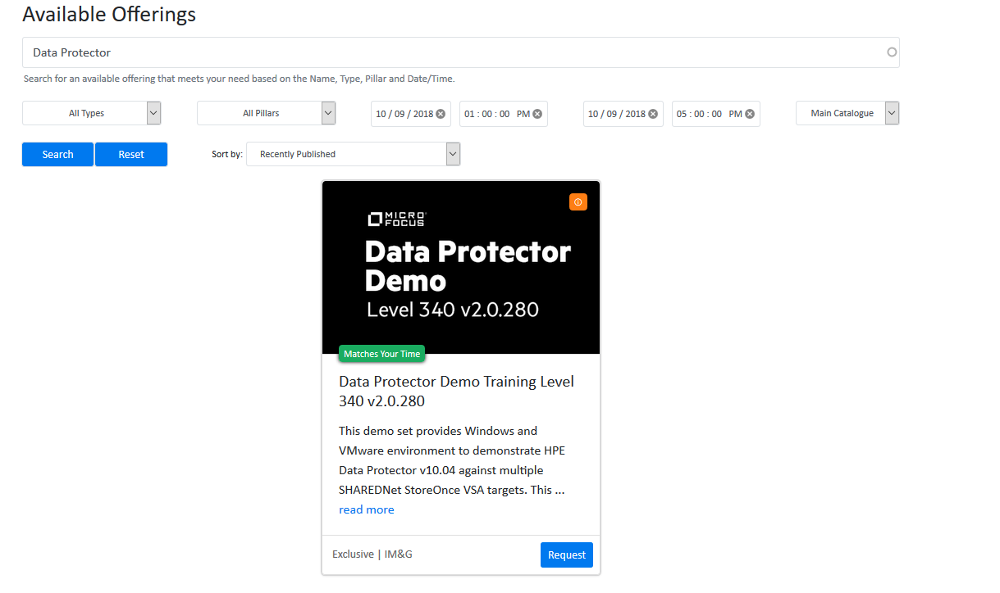 Available Offerings
Data Protector
Search for an available offering that meets your need based on the Name, Type, Pillar and Date/Time.
All Types All Pillars 10 / 09 / 2018 01 : 00 : 00 PM 10 / 09 / 2018 05 : 00 : 00 PM Main Catalogue
Search Reset Sort by: Recently Published
MICRO
FOCUS
Data Protector
Demo
Level 340 v2.0.280
Matches Your Time
Data Protector Demo Training Level
340 v2.0.280
This demo set provides Windows and
VMware environment to demonstrate HPE
Data Protector v10.04 against multiple
SHAREDNet StoreOnce VSA targets. This ...
read more
Exclusive | IM&G Request